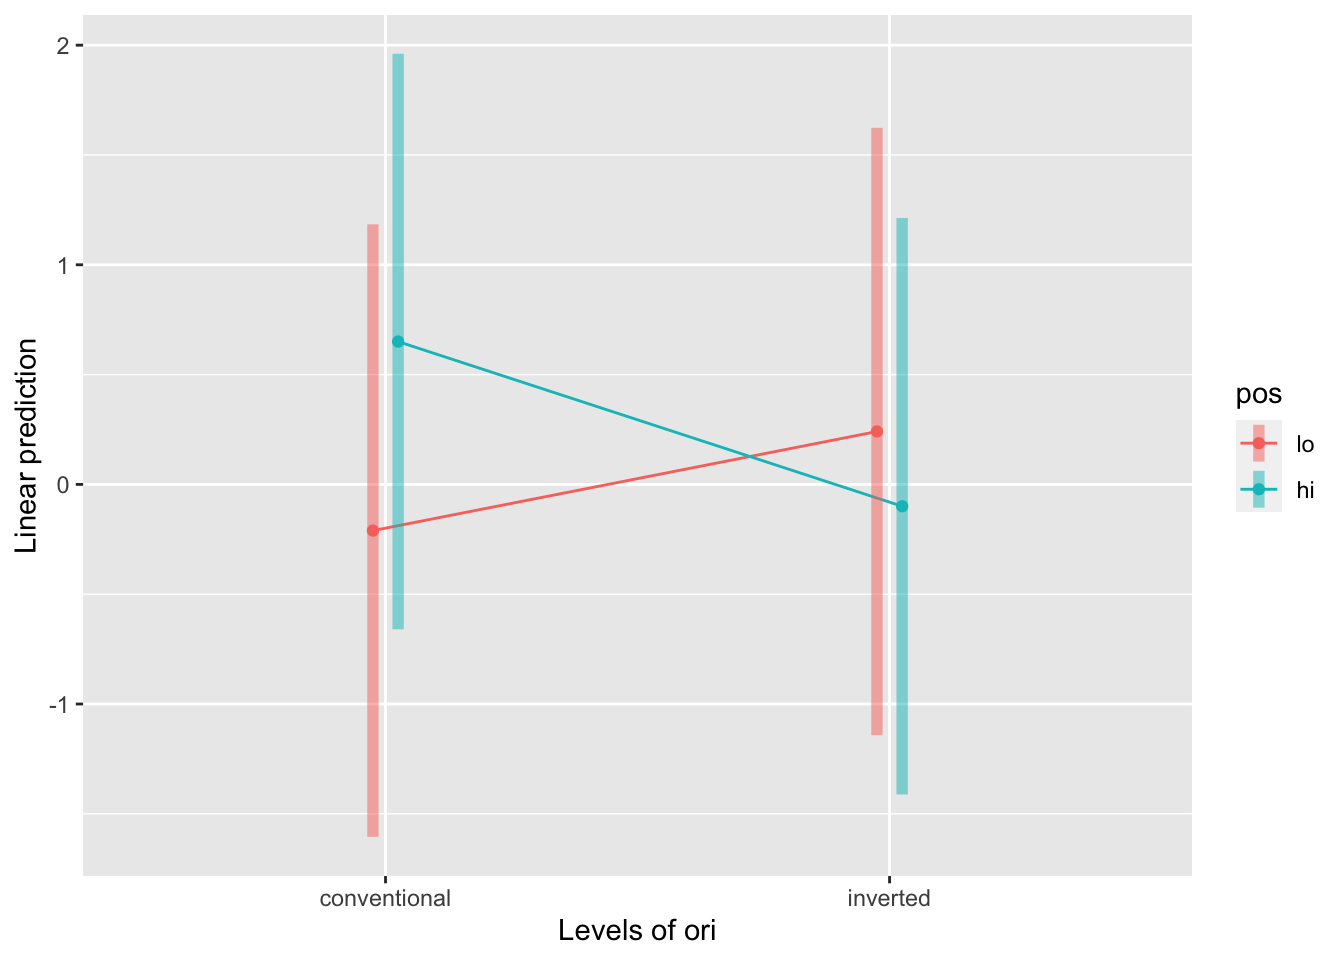 2
1
0
-1
Linear prediction
conventional
inverted
Levels of ori
pos
lo
hi